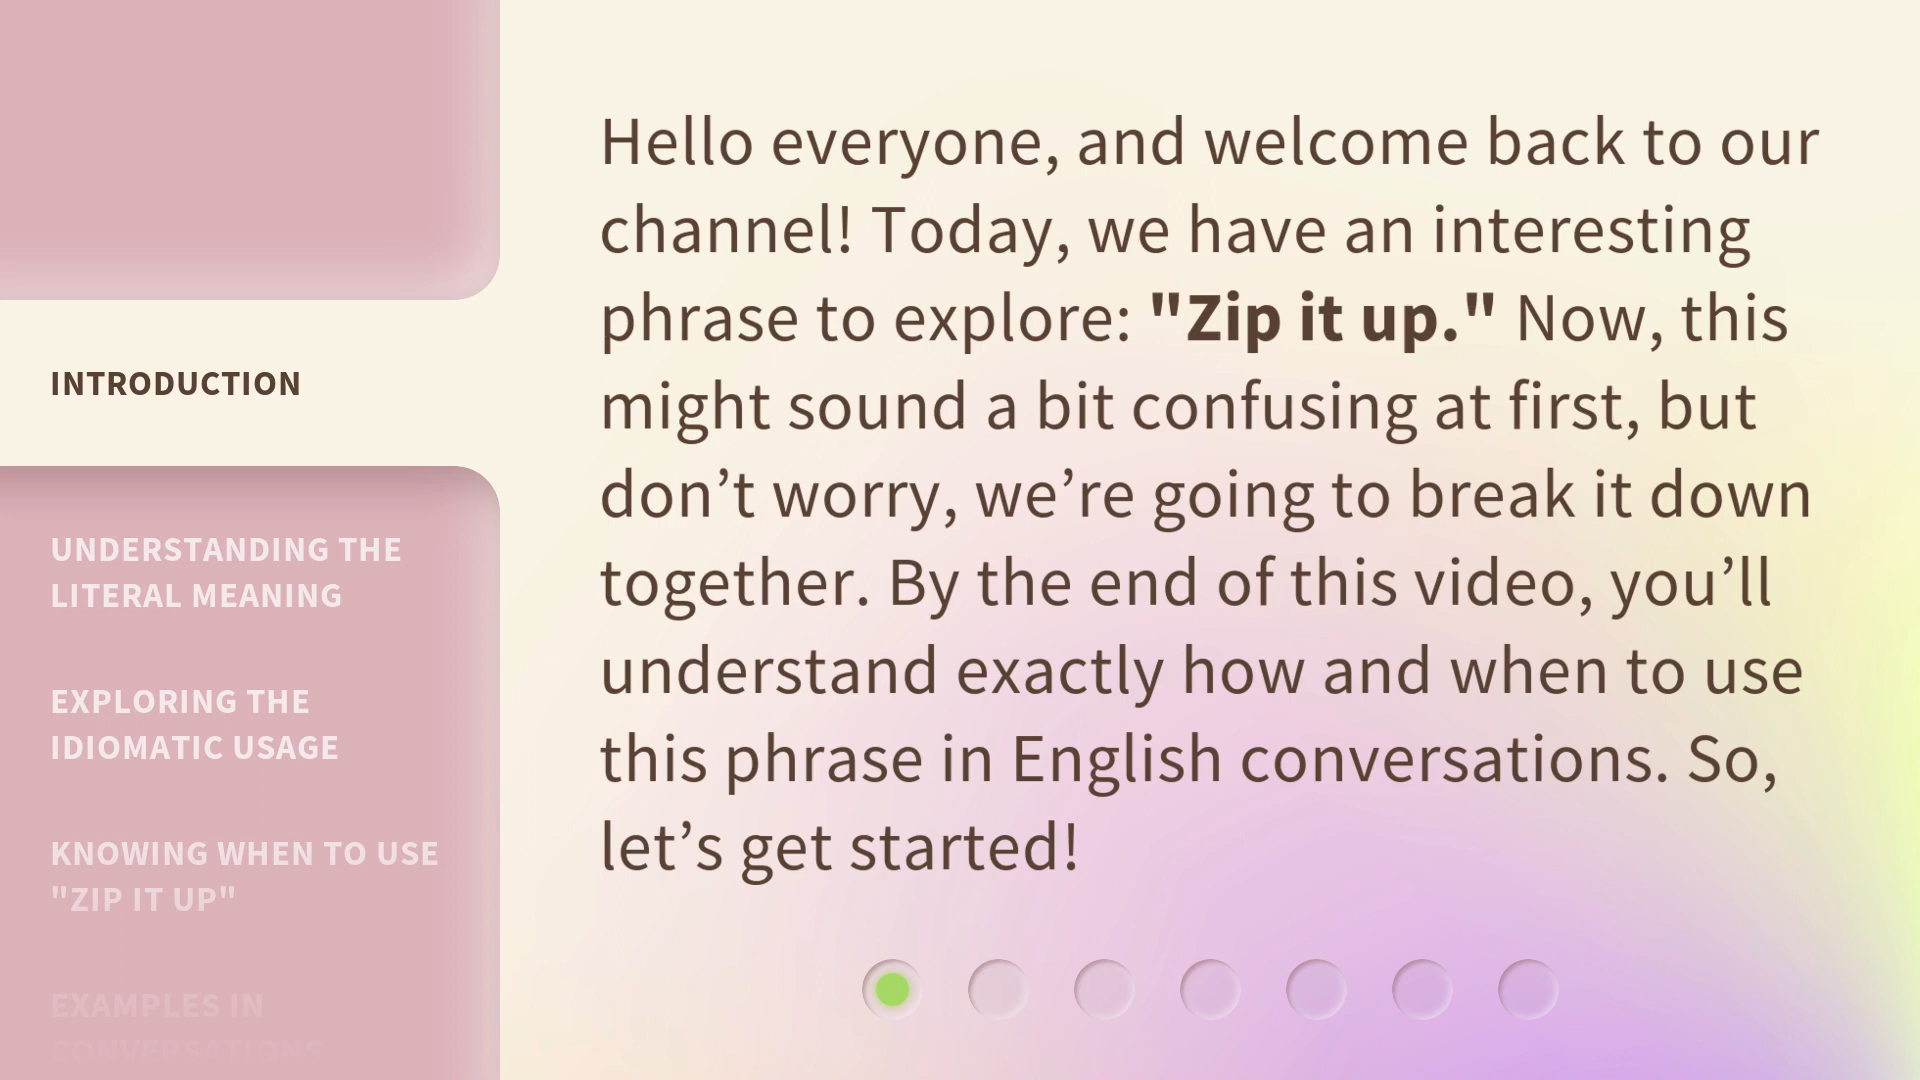 INTRODUCTION
UNDERSTANDING THE
LITERAL MEANING
EXPLORING THE
IDIOMATIC USAGE
KNOWING WHEN TO USE
"ZIP IT UP"
EXAMPLES IN
CONVERSATIONS
Hello everyone, and welcome back to our
channel! Today, we have an interesting
phrase to explore: "Zip it up." Now, this
might sound a bit confusing at first, but
don’t worry, we’re going to break it down
together. By the end of this video, you’ll
understand exactly how and when to use
this phrase in English conversations. So,
let’s get started!